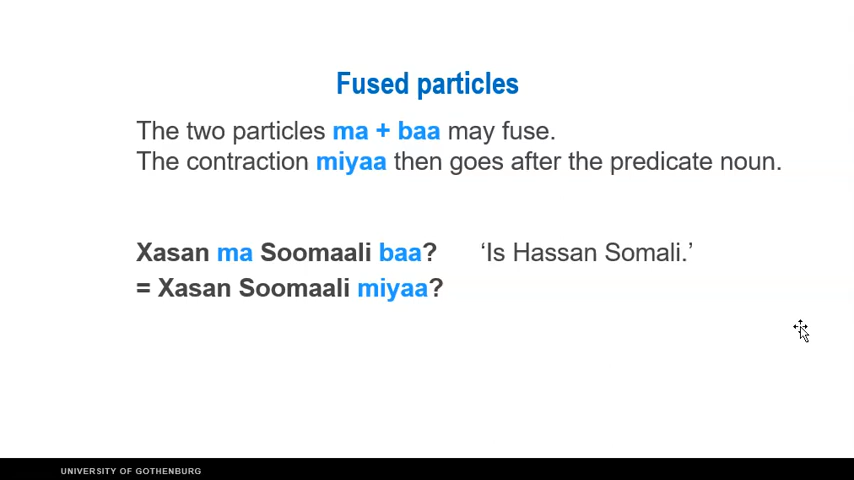 Fused particles
The two particles ma + baa may fuse.
The contraction miyaa then goes after the predicate noun.
Xasan ma Soomaali baa? ‘Is Hassan Somali.’
= Xasan Soomaali miyaa?
UNIVERSITY OF GOTHENBURG